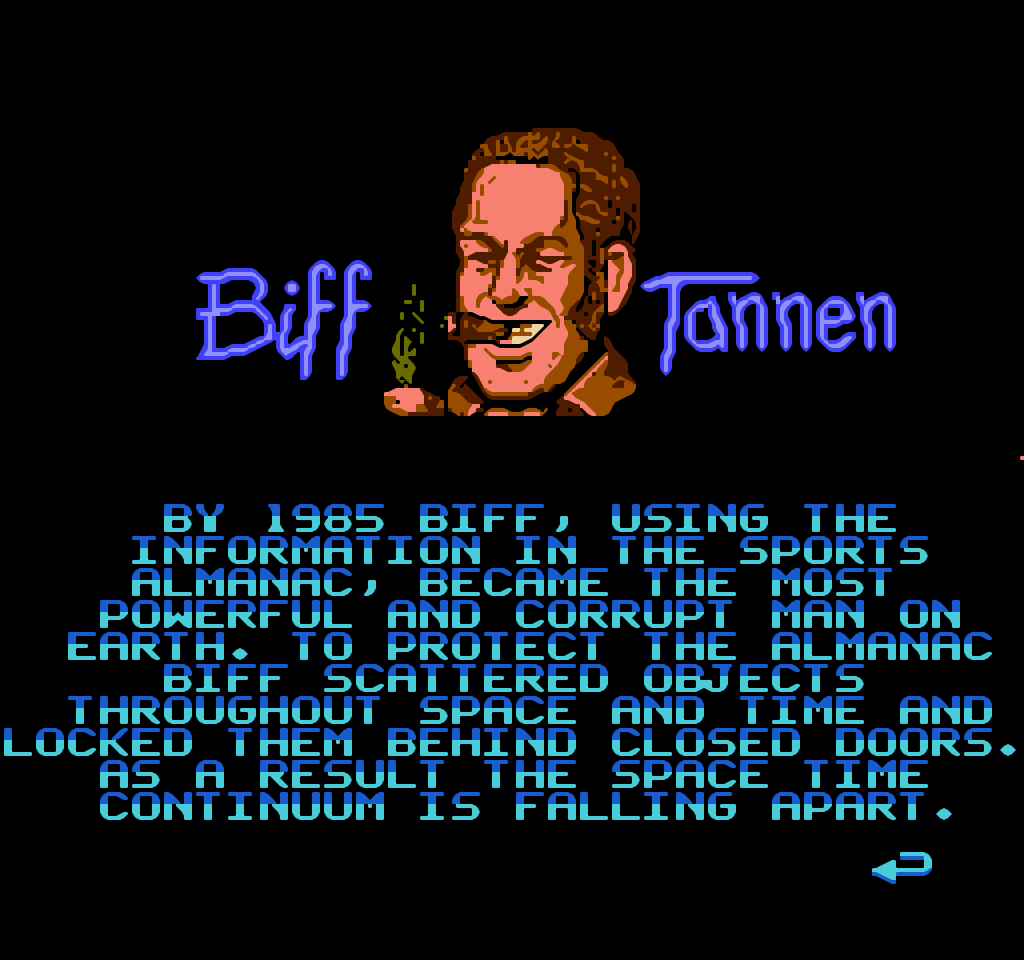 Biff Tannen
BY 1985 BIFF, USING THE
INFORMATION IN THE SPORTS
ALMANAC, BECAME THE MOST
POWERFUL AND CORRUPT MAN ON
EARTH. TO PROTECT THE ALMANAC
BIFF SCATTERED OBJECTS
THROUGHOUT SPACE AND TIME AND
LOCKED THEM BEHIND CLOSED DOORS.
AS A RESULT THE SPACE TIME
CONTINUUM IS FALLING APART.